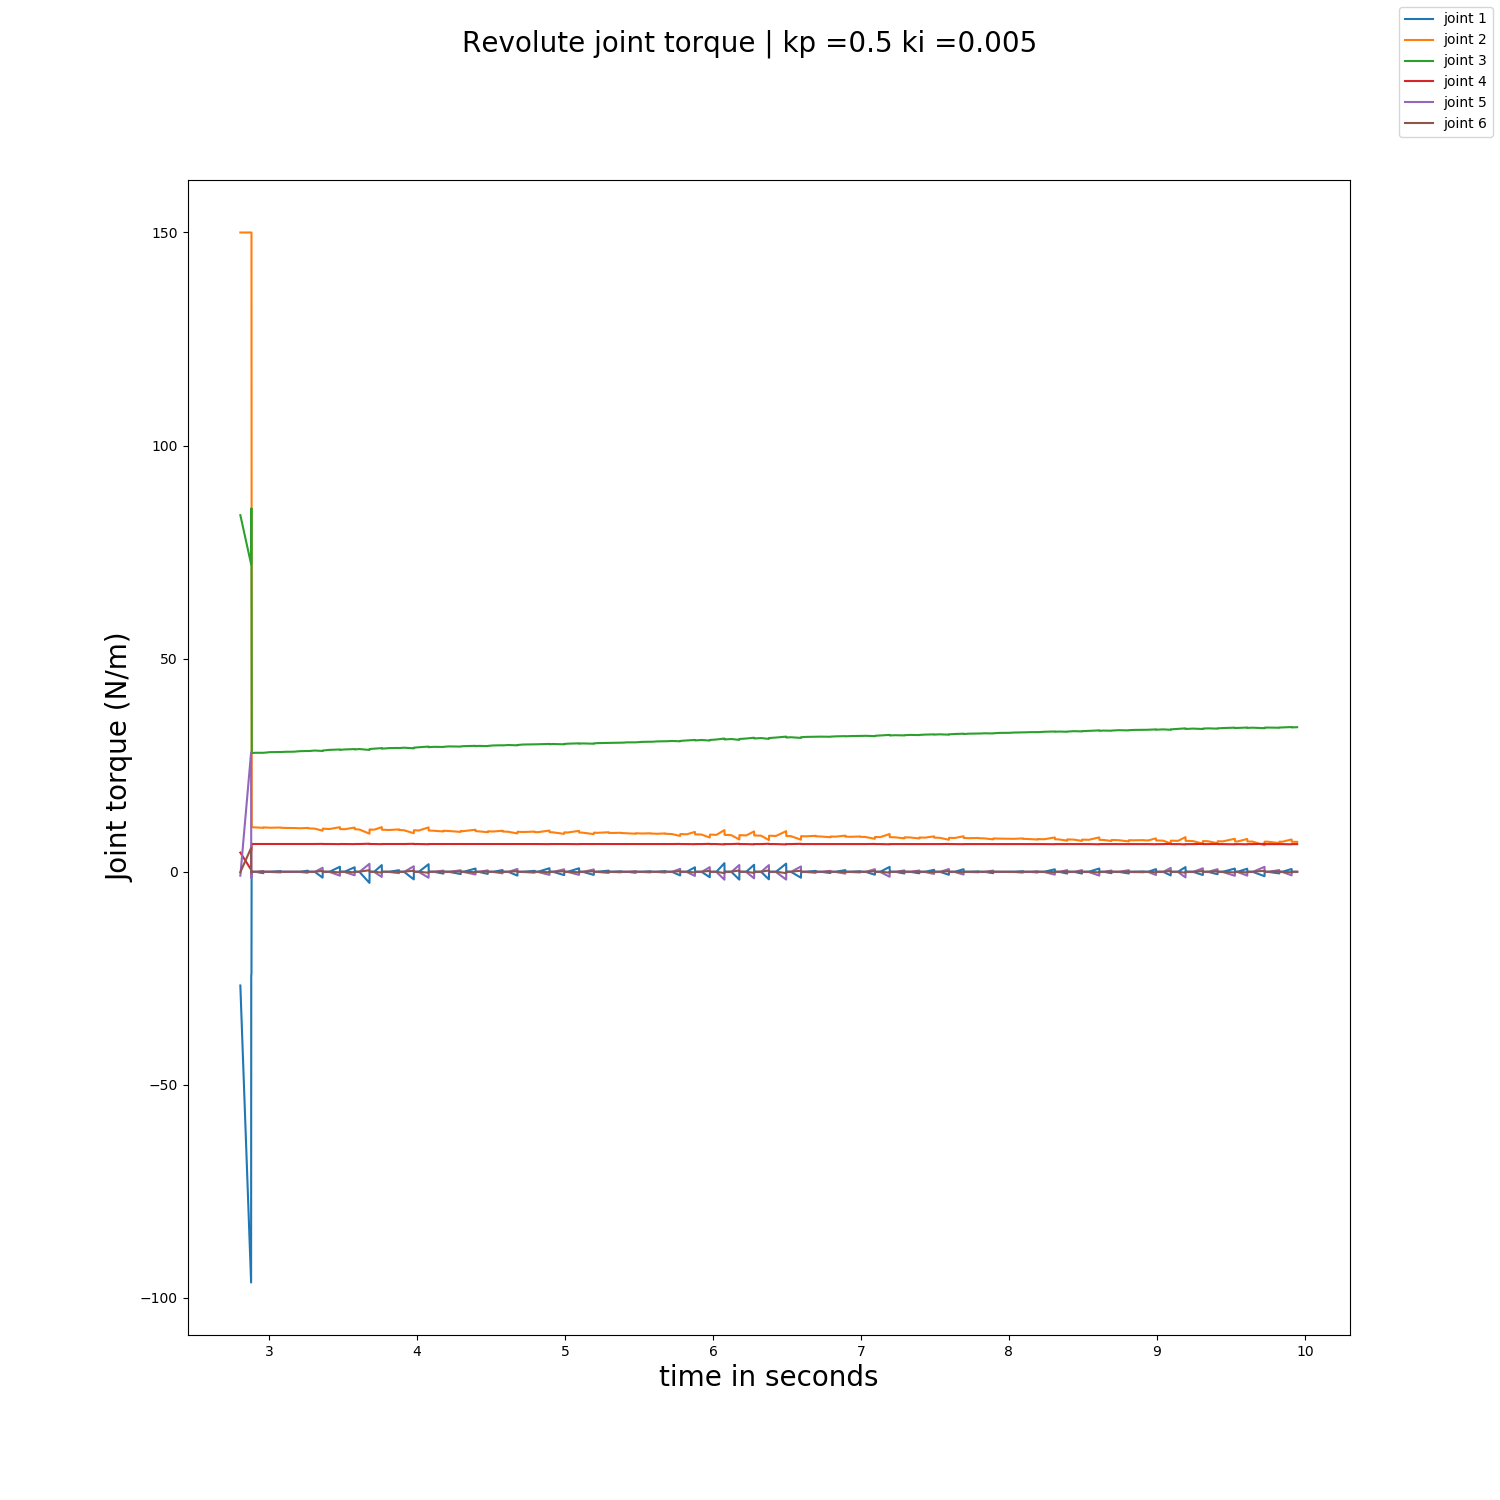 Revolute joint torque | kp =0.5 ki =0.005
joint 1
joint 2
joint 3
joint 4
joint 5
joint 6
150
100
50
0
−50
−100
Joint torque (N/m)
3 4 5 6 7 8 9 10
time in seconds